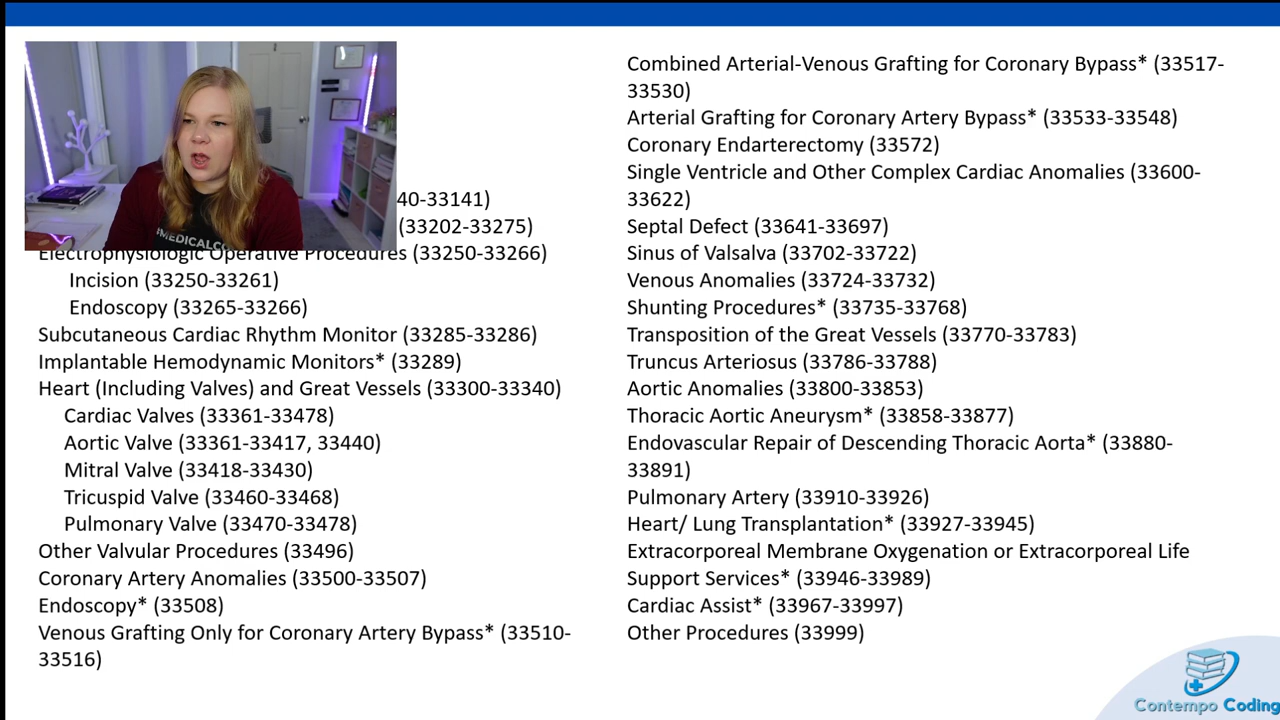 #MEDICALCO
40-33141)
(33202-33275)
Electrophysiologic Operative Procedures (33250-33266)
Incision (33250-33261)
Endoscopy (33265-33266)
Subcutaneous Cardiac Rhythm Monitor (33285-33286)
Implantable Hemodynamic Monitors* (33289)
Heart (Including Valves) and Great Vessels (33300-33340)
Cardiac Valves (33361-33478)
Aortic Valve (33361-33417, 33440)
Mitral Valve (33418-33430)
Tricuspid Valve (33460-33468)
Pulmonary Valve (33470-33478)
Other Valvular Procedures (33496)
Coronary Artery Anomalies (33500-33507)
Endoscopy* (33508)
Venous Grafting Only for Coronary Artery Bypass* (33510-
33516)
Combined Arterial-Venous Grafting for Coronary Bypass* (33517-
33530)
Arterial Grafting for Coronary Artery Bypass* (33533-33548)
Coronary Endarterectomy (33572)
Single Ventricle and Other Complex Cardiac Anomalies (33600-
33622)
Septal Defect (33641-33697)
Sinus of Valsalva (33702-33722)
Venous Anomalies (33724-33732)
Shunting Procedures* (33735-33768)
Transposition of the Great Vessels (33770-33783)
Truncus Arteriosus (33786-33788)
Aortic Anomalies (33800-33853)
Thoracic Aortic Aneurysm* (33858-33877)
Endovascular Repair of Descending Thoracic Aorta* (33880-
33891)
Pulmonary Artery (33910-33926)
Heart/ Lung Transplantation* (33927-33945)
Extracorporeal Membrane Oxygenation or Extracorporeal Life
Support Services* (33946-33989)
Cardiac Assist* (33967-33997)
Other Procedures (33999)
Contempo Coding